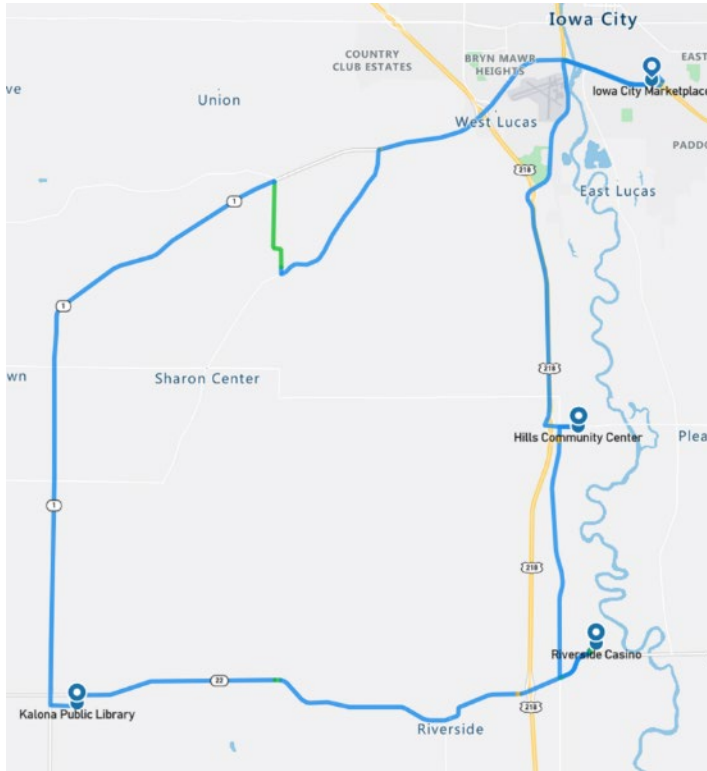 Iowa City
COUNTRY
CLUB ESTATES
BRYN MAWR
HEIGHTS
EAST
Iowa City Marketplace
ve
Union
West Lucas
PADDO
218
East Lucas
1
1
218
own
Sharon Center
Hills Community Center
Plea
1
218
Riverside Casino
22
Kalona Public Library
218
Riverside